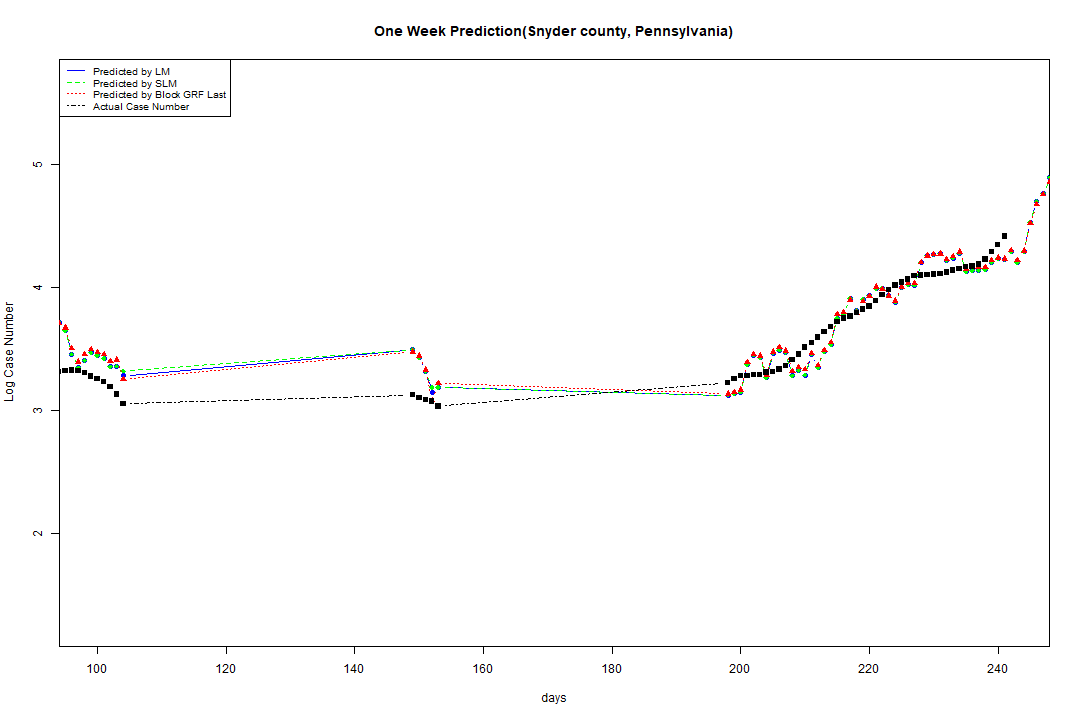 One Week Prediction(Snyder county, Pennsylvania)
Predicted by LM
Predicted by SLM
Predicted by Block GRF Last
Actual Case Number
Log Case Number
5
4
3
2
100 120 140 160 180 200 220 240
days